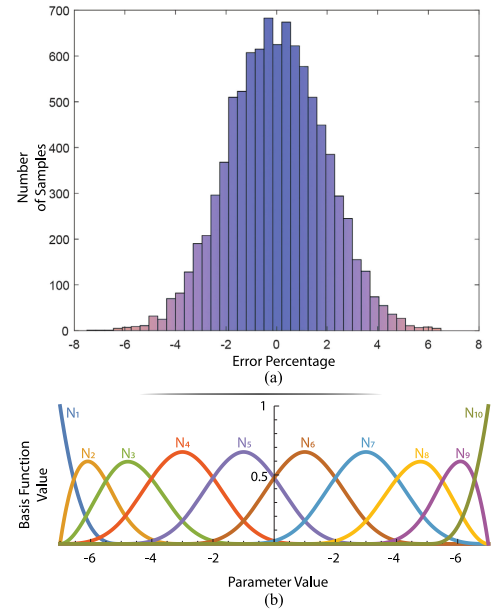 700
600
500
400
300
200
100
0
Number
of Samples
-8 -6 -4 -2 0 2 4 6 8
Error Percentage
(a)
N1 N2 N3 N4 N5 N6 N7 N8 N9 N10
1
0.5
Basis Function
Value
-6 -4 -2 -2 -4 -6
Parameter Value
(b)